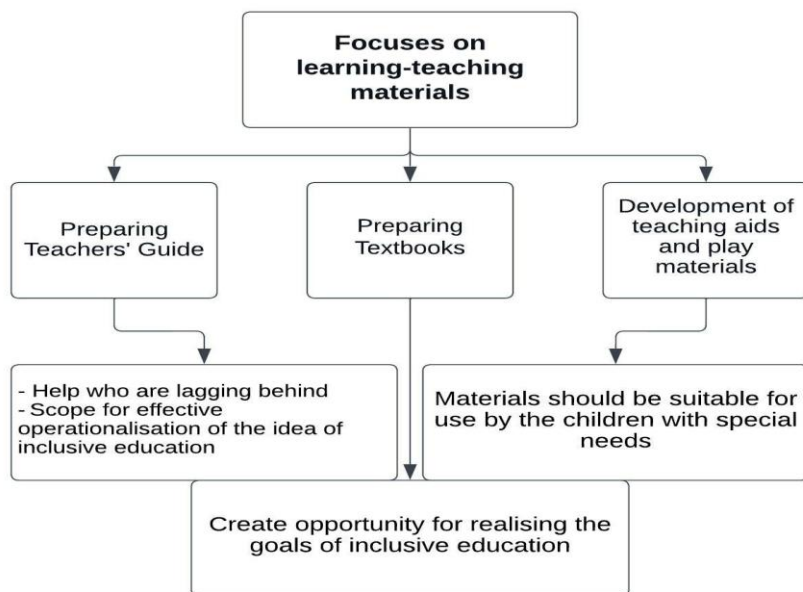 Focuses on
learning-teaching
materials
Preparing
Teachers' Guide
Preparing
Textbooks
Development of
teaching aids
and play
materials
- Help who are lagging behind
- Scope for effective
operationalisation of the idea of
inclusive education
Materials should be suitable for
use by the children with special
needs
Create opportunity for realising the
goals of inclusive education